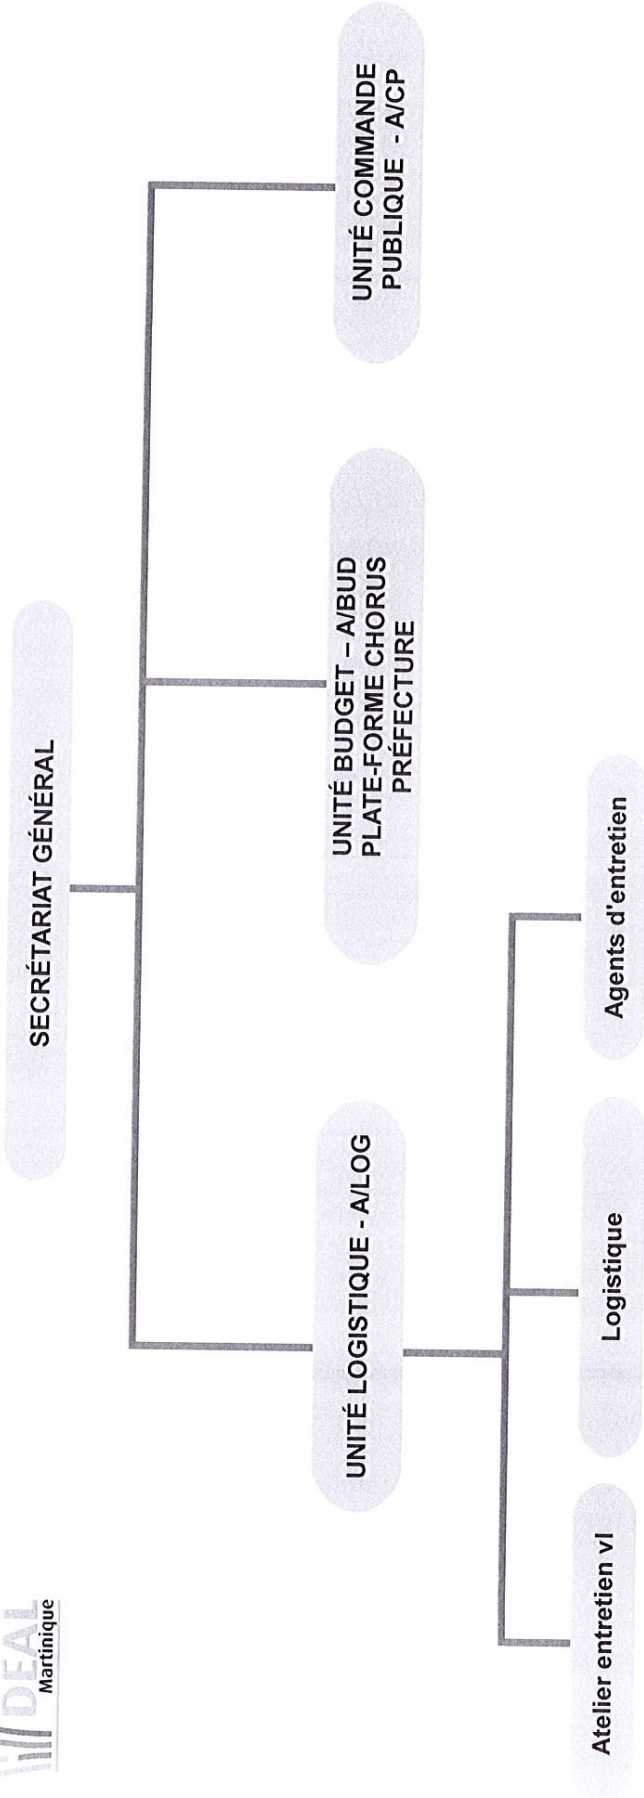 DEAL
Martinique
SECRÉTARIAT GÉNÉRAL
UNITÉ LOGISTIQUE - A/LOG
UNITÉ BUDGET – A/BUD
PLATE-FORME CHORUS
PRÉFECTURE
UNITÉ COMMANDE
PUBLIQUE - A/CP
Atelier entretien vl
Logistique
Agents d'entretien